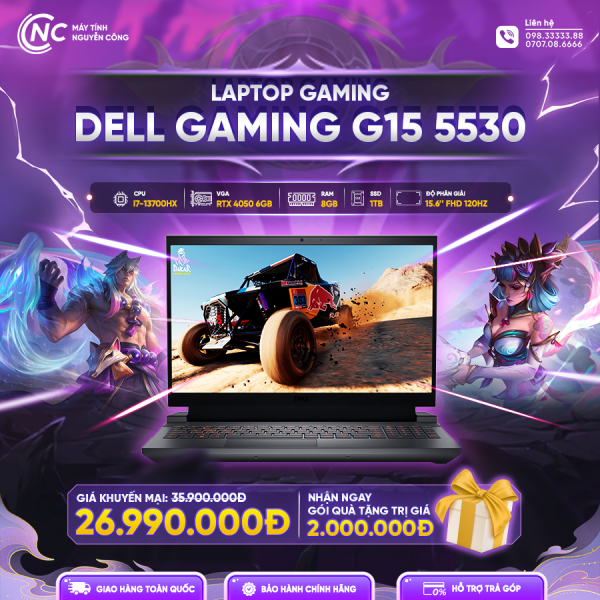 NC
MÁY TÍNH
NGUYỄN CÔNG
Liên hệ
098.33333.88
0707.08.6666
LAPTOP GAMING
DELL GAMING G15 5530
CPU
I7-13700HX
VGA
RTX 4050 6GB
RAM
8GB
SSD
1TB
ĐỘ PHÂN GIẢI
15.6” FHD 120HZ
DAKAR
Red Bull
GIÁ KHUYẾN MẠI: 35.900.000Đ
26.990.000Đ
NHẬN NGAY
GÓI QUÀ TẶNG TRỊ GIÁ
2.000.000Đ
GIAO HÀNG TOÀN QUỐC
BẢO HÀNH CHÍNH HÃNG
0%
HỖ TRỢ TRẢ GÓP